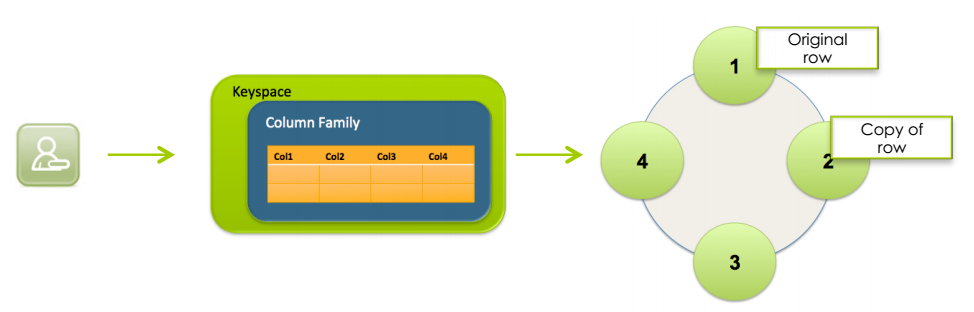 Keyspace
Column Family
Col1 Col2 Col3 Col4
1
Original
row
2
Copy of
row
3
4